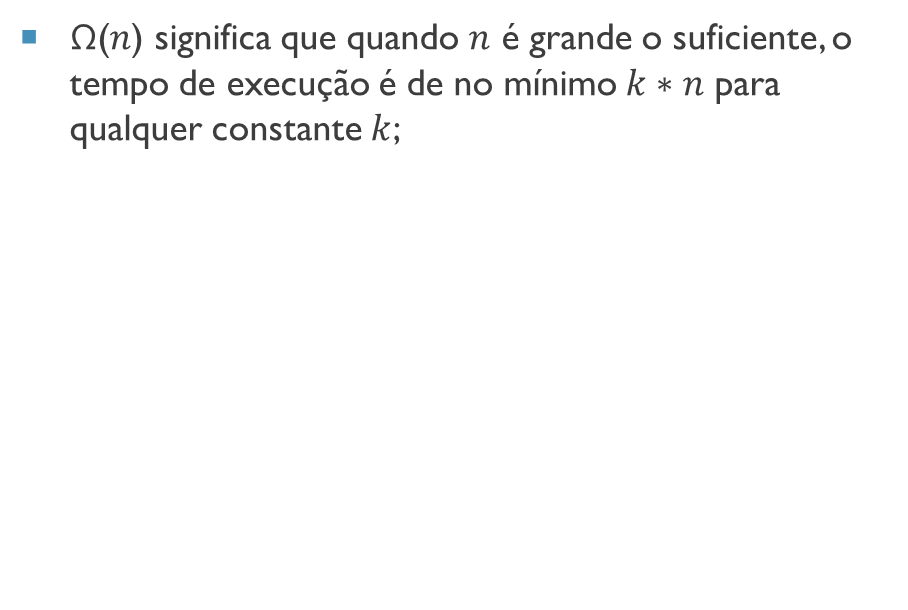 Ω(n) significa que quando n é grande o suficiente, o
tempo de execução é de no mínimo k ∗ n para
qualquer constante k;